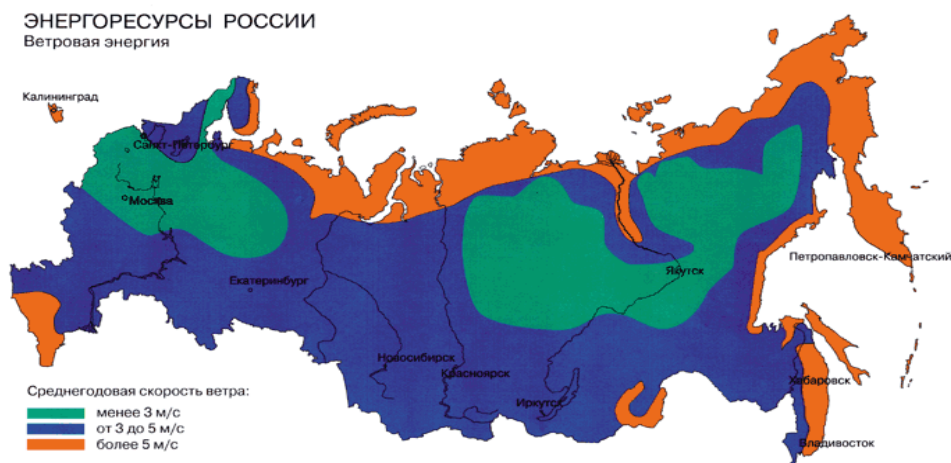 ЭНЕРГОРЕСУРСЫ РОССИИ
Ветровая энергия
Калининград
Санкт-Петербург
Москва
Екатеринбург
Новосибирск
Красноярск
Иркутск
Якутск
Петропавловск-Камчатский
Хабаровск
Владивосток
Среднегодовая скорость ветра:
менее 3 м/с
от 3 до 5 м/с
более 5 м/с